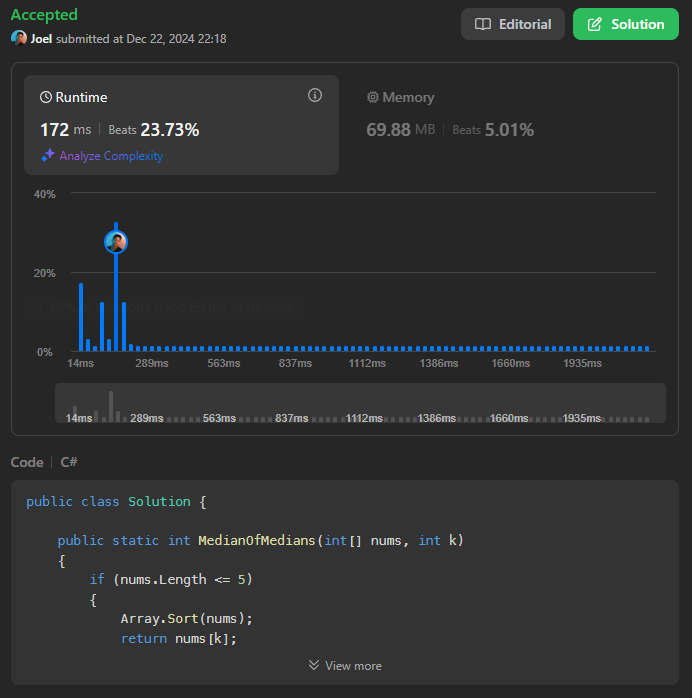 Accepted
Joel submitted at Dec 22, 2024 22:18
Editorial
Solution
Runtime
172 ms | Beats 23.73%
Analyze Complexity
Memory
69.88 MB | Beats 5.01%
40%
20%
0%
14ms 289ms 563ms 837ms 1112ms 1386ms 1660ms 1935ms
14ms 289ms 563ms 837ms 1112ms 1386ms 1660ms 1935ms
Code | C#
public class Solution {
public static int MedianOfMedians(int[] nums, int k)
{
if (nums.Length <= 5)
{
Array.Sort(nums);
return nums[k];
View more